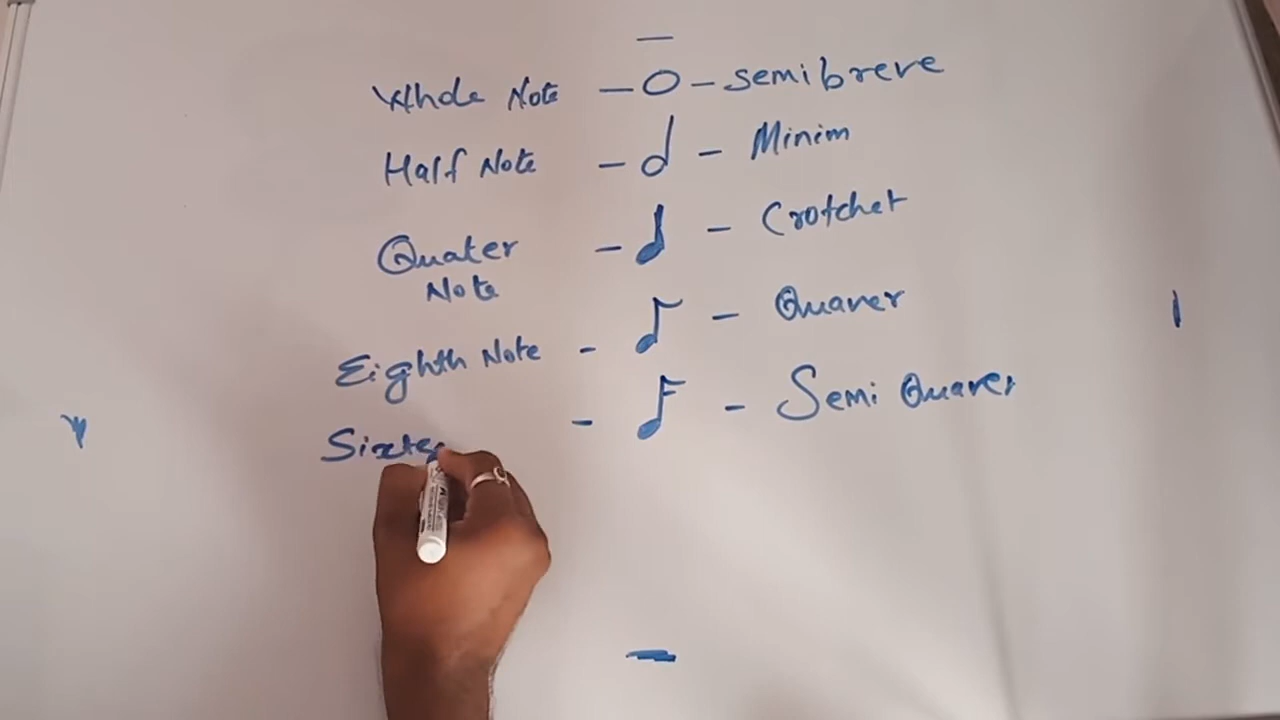 Whole Note - - semibreve
Half Note - - Minim
Quater - - Crotchet
Note
Eighth Note - - Quaver
Sixte - - Semi Quaver